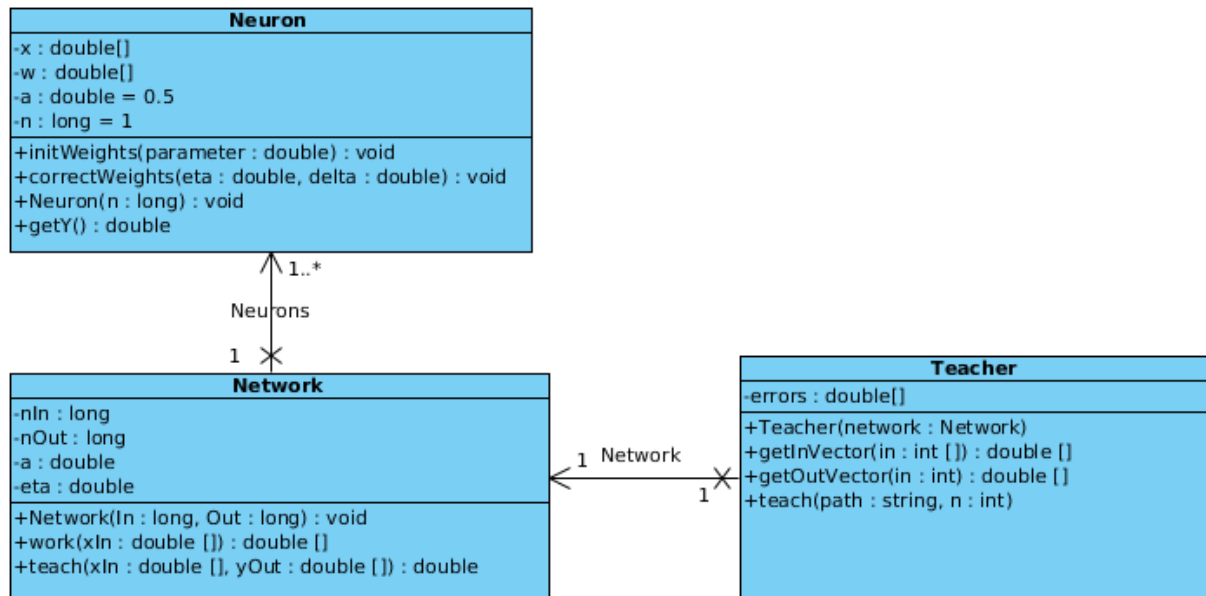 Neuron
-x : double[]
-w : double[]
-a : double = 0.5
-n : long = 1
+initWeights(parameter : double) : void
+correctWeights(eta : double, delta : double) : void
+Neuron(n : long) : void
+getY() : double
1..*
Neurons
1
Network
-nIn : long
-nOut : long
-a : double
-eta : double
+Network(In : long, Out : long) : void
+work(xIn : double []) : double []
+teach(xIn : double [], yOut : double []) : double
1 Network
1
Teacher
-errors : double[]
+Teacher(network : Network)
+getInVector(in : int []) : double []
+getOutVector(in : int) : double []
+teach(path : string, n : int)